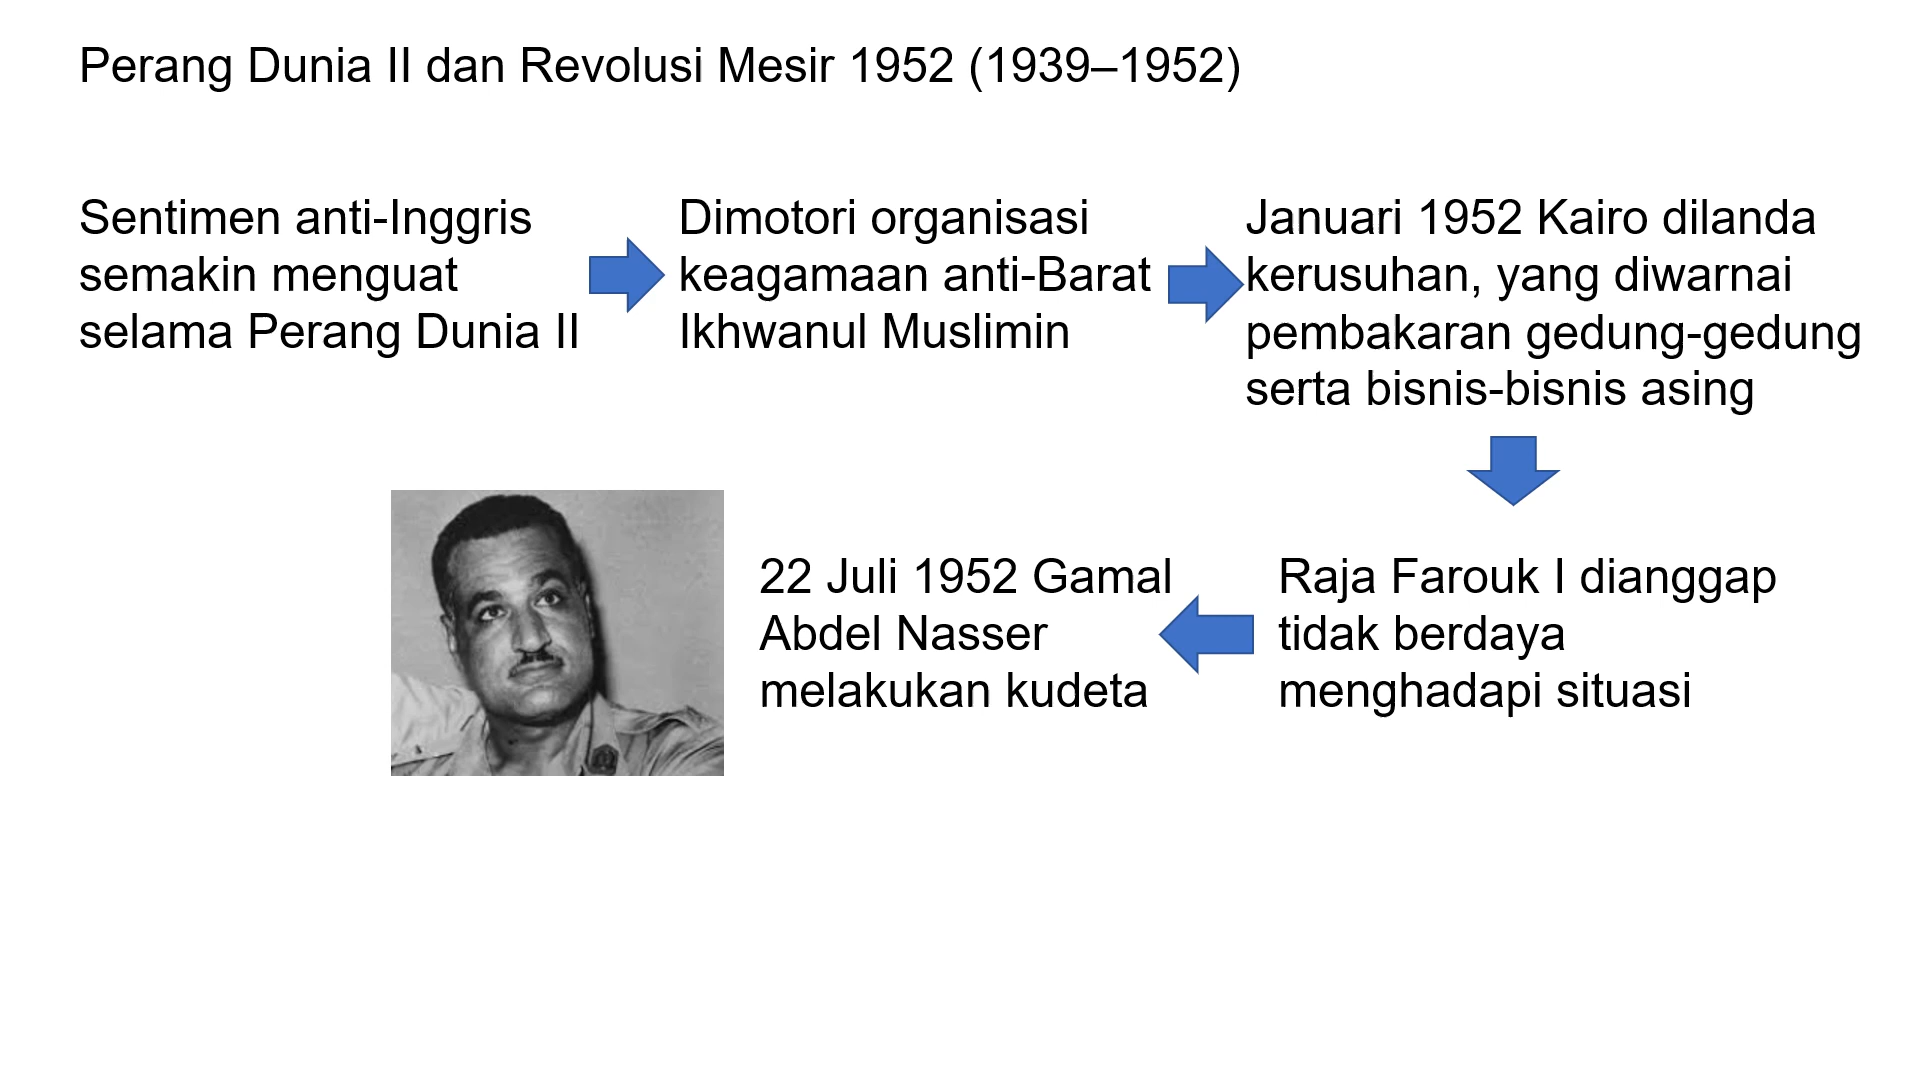 Perang Dunia II dan Revolusi Mesir 1952 (1939–1952)
Sentimen anti-Inggris
semakin menguat
selama Perang Dunia II
Dimotori organisasi
keagamaan anti-Barat
Ikhwanul Muslimin
Januari 1952 Kairo dilanda
kerusuhan, yang diwarnai
pembakaran gedung-gedung
serta bisnis-bisnis asing
Raja Farouk I dianggap
tidak berdaya
menghadapi situasi
22 Juli 1952 Gamal
Abdel Nasser
melakukan kudeta